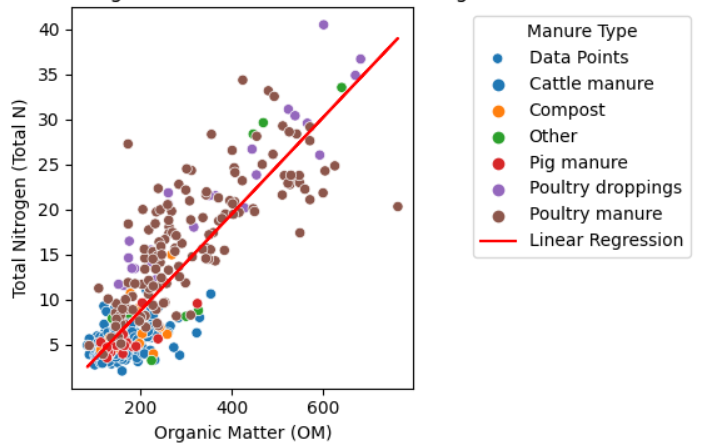 Manure Type
Data Points
Cattle manure
Compost
Other
Pig manure
Poultry droppings
Poultry manure
Linear Regression
Total Nitrogen (Total N)
40
35
30
25
20
15
10
5
200
400
600
Organic Matter (OM)